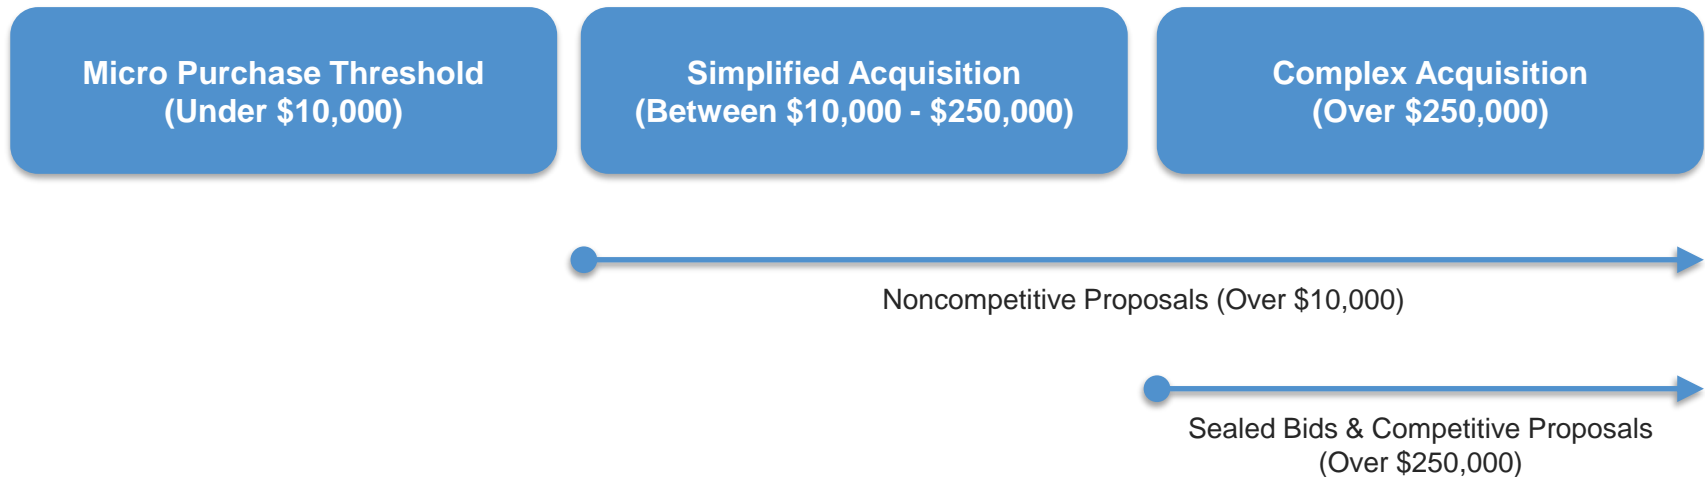 Micro Purchase Threshold
(Under $10,000)
Simplified Acquisition
(Between $10,000 - $250,000)
Complex Acquisition
(Over $250,000)
Noncompetitive Proposals (Over $10,000)
Sealed Bids & Competitive Proposals
(Over $250,000)